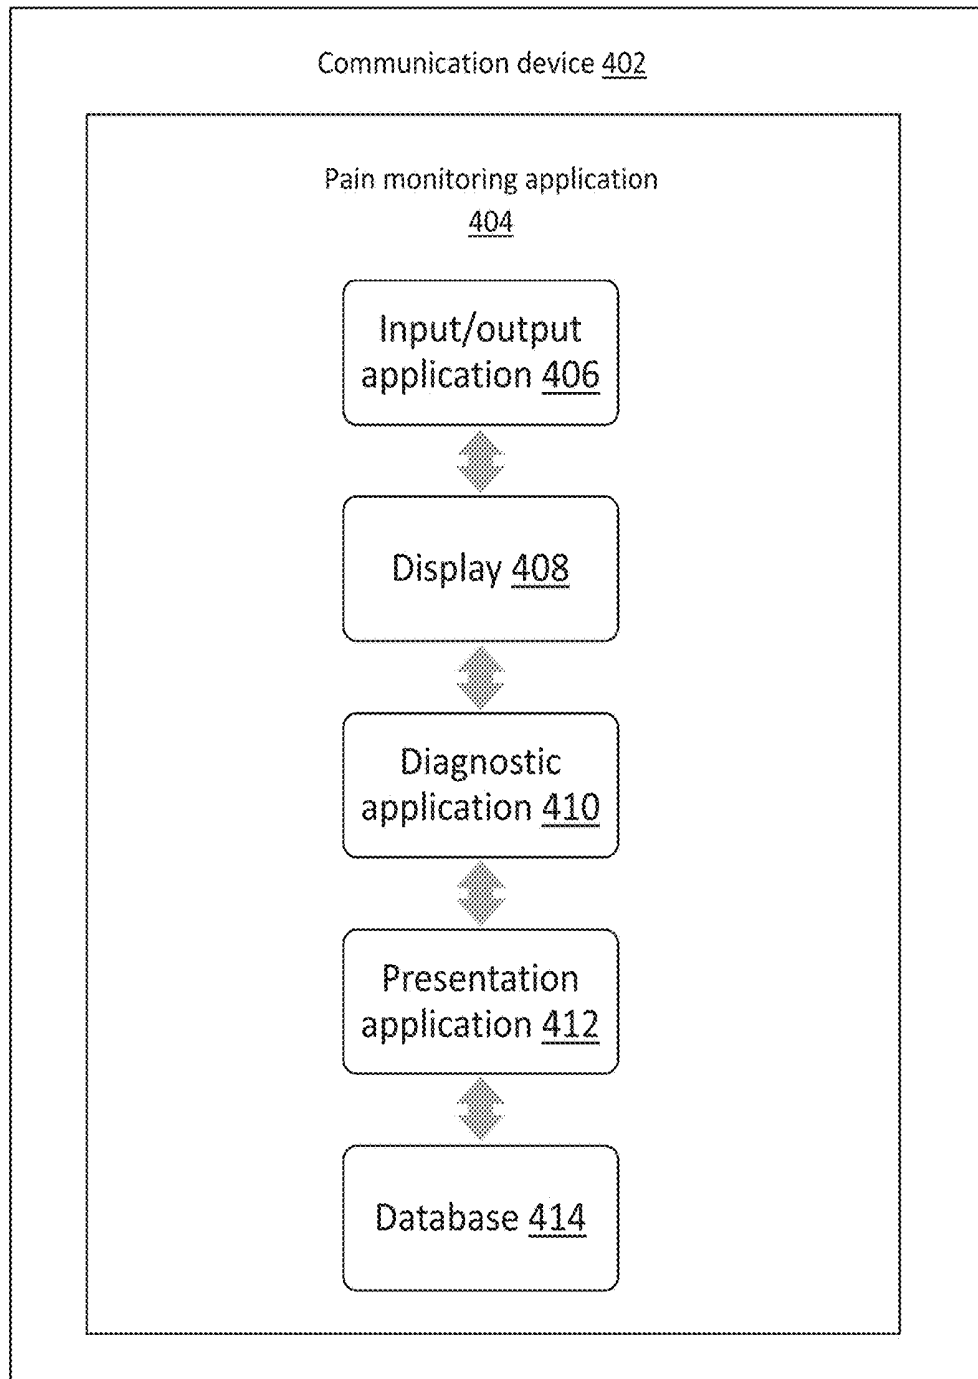 Communication device 402
Pain monitoring application
404
Input/output
application 406
Display 408
Diagnostic
application 410
Presentation
application 412
Database 414